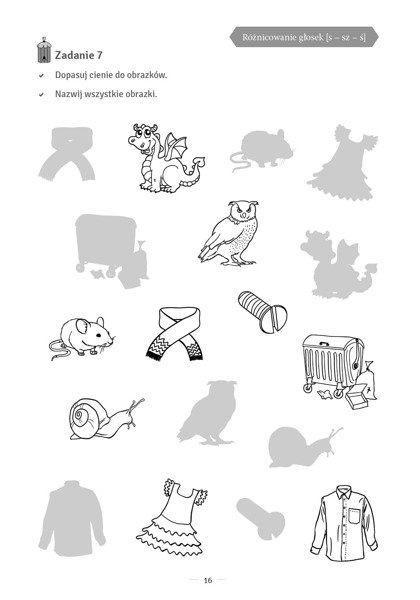 Różnicowanie głosek [s – sz – ś]
Zadanie 7
Dopasuj cienie do obrazków.
Nazwij wszystkie obrazki.
16